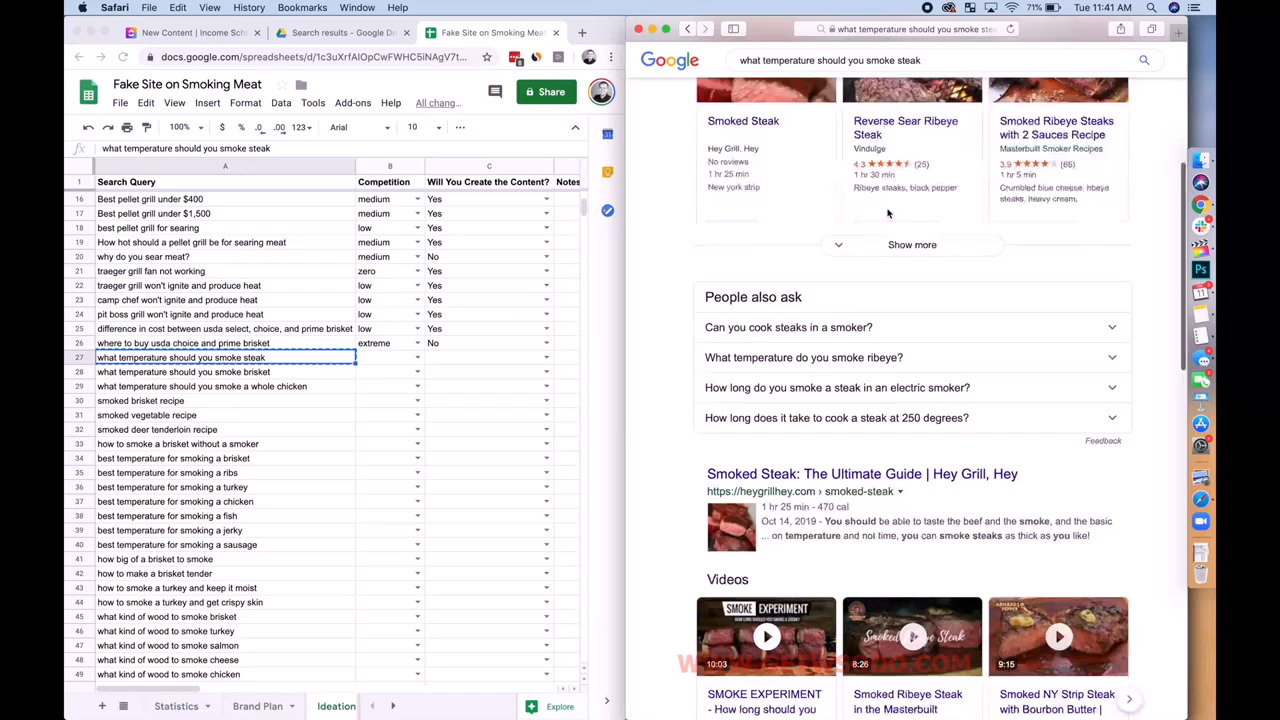 Safari File Edit View History Bookmarks Window Help
71% Tue 11:41 AM
New Content | Income Sch
Search results - Google D
Fake Site on Smoking Meat
docs.google.com/spreadsheets/d/1c3uXrfAIOpCwFWHC5iNAgV7t...
Fake Site on Smoking Meat
File Edit View Insert Format Data Tools Add-ons Help All chang...
Share
100% $ % .0 .00 123 Arial 10
fx what temperature should you smoke steak
A B C
1 Search Query Competition Will You Create the Content? Notes
16 Best pellet grill under $400 medium Yes
17 Best pellet grill under $1,500 medium Yes
18 best pellet grill for searing low Yes
19 How hot should a pellet grill be for searing meat medium Yes
20 why do you sear meat? medium No
21 traeger grill fan not working zero Yes
22 traeger grill won't ignite and produce heat low Yes
23 camp chef won't ignite and produce heat low Yes
24 pit boss grill won't ignite and produce heat low Yes
25 difference in cost between usda select, choice, and prime brisket low Yes
26 where to buy usda choice and prime brisket extreme No
27 what temperature should you smoke steak
28 what temperature should you smoke brisket
29 what temperature should you smoke a whole chicken
30 smoked brisket recipe
31 smoked vegetable recipe
32 smoked deer tenderloin recipe
33 how to smoke a brisket without a smoker
34 best temperature for smoking a brisket
35 best temperature for smoking a ribs
36 best temperature for smoking a turkey
37 best temperature for smoking a chicken
38 best temperature for smoking a fish
39 best temperature for smoking a jerky
40 best temperature for smoking a sausage
41 how big of a brisket to smoke
42 how to make a brisket tender
43 how to smoke a turkey and keep it moist
44 how to smoke a turkey and get crispy skin
45 what kind of wood to smoke brisket
46 what kind of wood to smoke turkey
47 what kind of wood to smoke salmon
48 what kind of wood to smoke cheese
49 what kind of wood to smoke chicken
Statistics Brand Plan Ideation Explore
what temperature should you smoke stea
Google what temperature should you smoke steak
Smoked Steak
Hey Grill, Hey
No reviews
1 hr 25 min
New york strip
Reverse Sear Ribeye
Steak
Vindulge
4.3 (25)
1 hr 30 min
Ribeye steaks, black pepper
Smoked Ribeye Steaks
with 2 Sauces Recipe
Masterbuilt Smoker Recipes
3.9 (66)
1 hr 5 min
Crumbled blue cheese, ribeye
steaks, heavy cream,
Show more
People also ask
Can you cook steaks in a smoker?
What temperature do you smoke ribeye?
How long do you smoke a steak in an electric smoker?
How long does it take to cook a steak at 250 degrees?
Feedback
Smoked Steak: The Ultimate Guide | Hey Grill, Hey
https://heygrillhey.com › smoked-steak
1 hr 25 min - 470 cal
Oct 14, 2019 - You should be able to taste the beef and the smoke, and the basic
... on temperature and not time, you can smoke steaks as thick as you like!
Videos
SMOKE EXPERIMENT
10:03
Smoked Ribeye Steak
8:26
9:15
SMOKE EXPERIMENT
- How long should you
Smoked Ribeye Steak
in the Masterbuilt
Smoked NY Strip Steak
with Bourbon Butter |